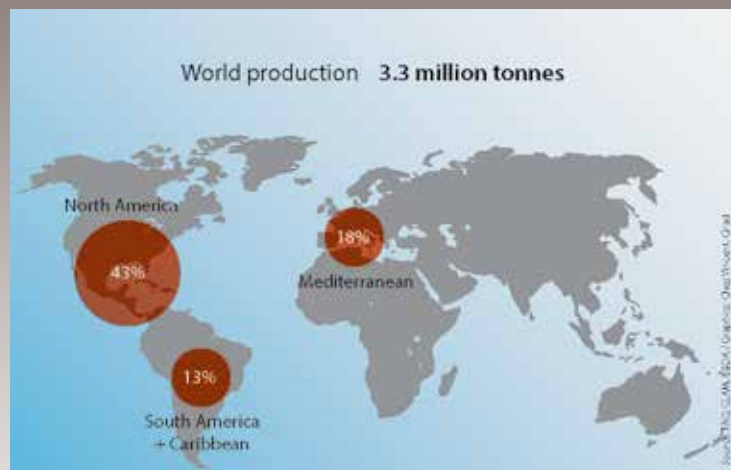 World production 3.3 million tonnes
North America
43%
18%
Mediterranean
13%
South America
+ Caribbean